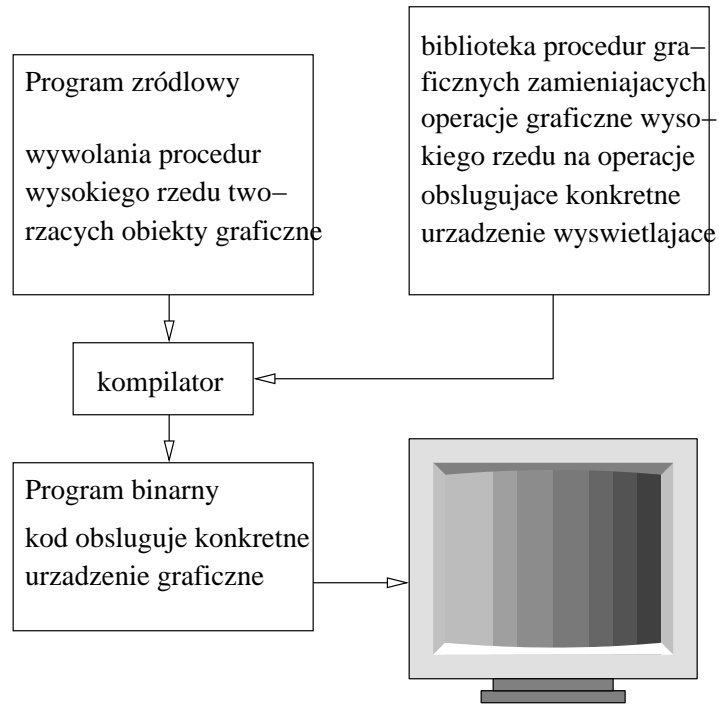 Program zródlowy
wywolania procedur
wysokiego rzedu two–
rzacych obiekty graficzne
biblioteka procedur gra–
ficznych zamieniajacych
operacje graficzne wyso–
kiego rzedu na operacje
obslugujace konkretne
urzadzenie wyswietlajace
kompilator
Program binarny
kod obsluguje konkretne
urzadzenie graficzne